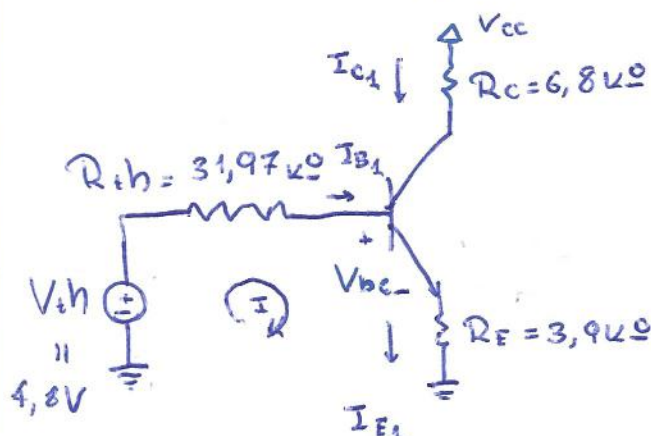 Vcc
IC1 ↓ RC=6,8KΩ
Rth= 31,97KΩ IB1
→
+
Vth + - I Vbe -
RE=3,9KΩ
"
4,8V
IE1